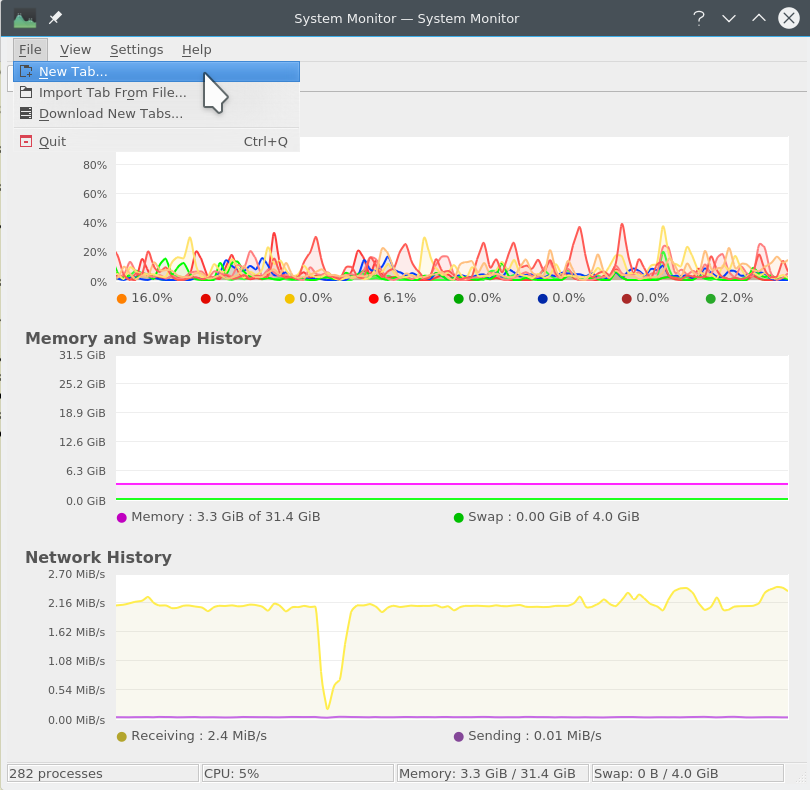 System Monitor — System Monitor
File View Settings Help
New Tab...
Import Tab From File...
Download New Tabs...
Quit Ctrl+Q
80%
60%
40%
20%
0%
16.0% 0.0% 0.0% 6.1% 0.0% 0.0% 0.0% 2.0%
Memory and Swap History
31.5 GiB
25.2 GiB
18.9 GiB
12.6 GiB
6.3 GiB
0.0 GiB
Memory : 3.3 GiB of 31.4 GiB Swap : 0.00 GiB of 4.0 GiB
Network History
2.70 MiB/s
2.16 MiB/s
1.62 MiB/s
1.08 MiB/s
0.54 MiB/s
0.00 MiB/s
Receiving : 2.4 MiB/s Sending : 0.01 MiB/s
282 processes CPU: 5% Memory: 3.3 GiB / 31.4 GiB Swap: 0 B / 4.0 GiB